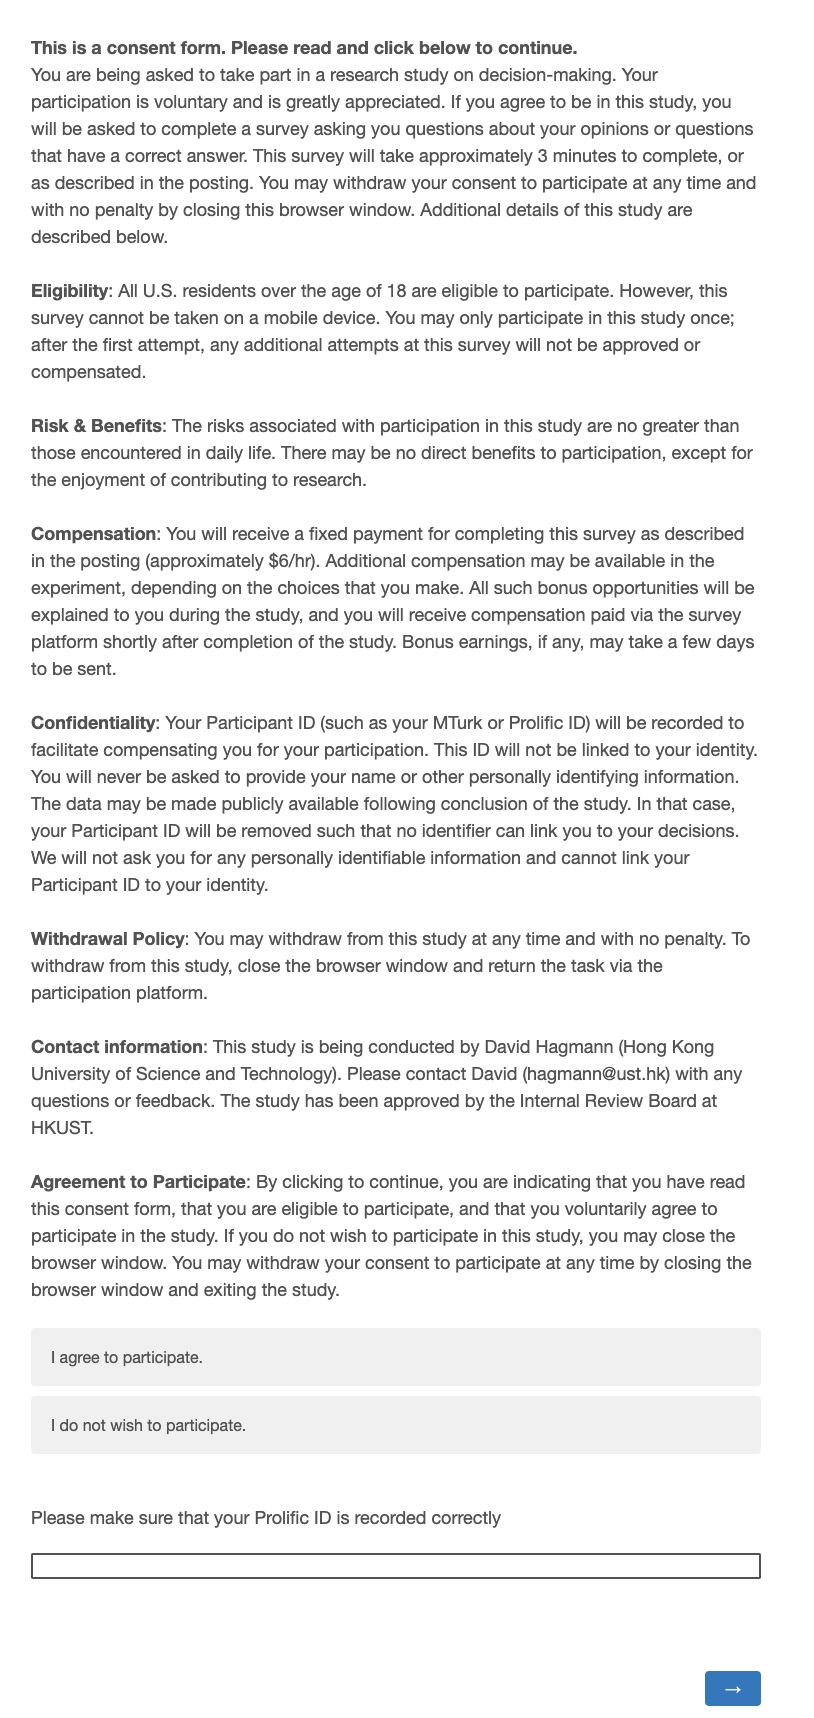 This is a consent form. Please read and click below to continue.
You are being asked to take part in a research study on decision-making. Your
participation is voluntary and is greatly appreciated. If you agree to be in this study, you
will be asked to complete a survey asking you questions about your opinions or questions
that have a correct answer. This survey will take approximately 3 minutes to complete, or
as described in the posting. You may withdraw your consent to participate at any time and
with no penalty by closing this browser window. Additional details of this study are
described below.
Eligibility: All U.S. residents over the age of 18 are eligible to participate. However, this
survey cannot be taken on a mobile device. You may only participate in this study once;
after the first attempt, any additional attempts at this survey will not be approved or
compensated.
Risk & Benefits: The risks associated with participation in this study are no greater than
those encountered in daily life. There may be no direct benefits to participation, except for
the enjoyment of contributing to research.
Compensation: You will receive a fixed payment for completing this survey as described
in the posting (approximately $6/hr). Additional compensation may be available in the
experiment, depending on the choices that you make. All such bonus opportunities will be
explained to you during the study, and you will receive compensation paid via the survey
platform shortly after completion of the study. Bonus earnings, if any, may take a few days
to be sent.
Confidentiality: Your Participant ID (such as your MTurk or Prolific ID) will be recorded to
facilitate compensating you for your participation. This ID will not be linked to your identity.
You will never be asked to provide your name or other personally identifying information.
The data may be made publicly available following conclusion of the study. In that case,
your Participant ID will be removed such that no identifier can link you to your decisions.
We will not ask you for any personally identifiable information and cannot link your
Participant ID to your identity.
Withdrawal Policy: You may withdraw from this study at any time and with no penalty. To
withdraw from this study, close the browser window and return the task via the
participation platform.
Contact information: This study is being conducted by David Hagmann (Hong Kong
University of Science and Technology). Please contact David (hagmann@ust.hk) with any
questions or feedback. The study has been approved by the Internal Review Board at
HKUST.
Agreement to Participate: By clicking to continue, you are indicating that you have read
this consent form, that you are eligible to participate, and that you voluntarily agree to
participate in the study. If you do not wish to participate in this study, you may close the
browser window. You may withdraw your consent to participate at any time by closing the
browser window and exiting the study.
I agree to participate.
I do not wish to participate.
Please make sure that your Prolific ID is recorded correctly
→